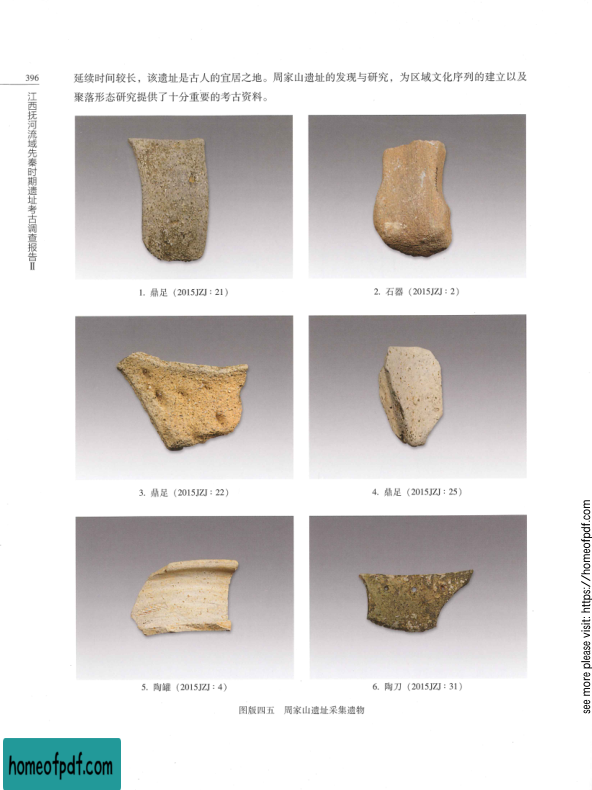 延续时间较长，该遗址是古人的宜居之地。周家山遗址的发现与研究，为区域文化序列的建立以及
聚落形态研究提供了十分重要的考古资料。
396
江西抚河流域先秦时期遗址考古调查报告Ⅱ
1. 鼎足（2015JZJ：21）
2. 石器（2015JZJ：2）
3. 鼎足（2015JZJ：22）
4. 鼎足（2015JZJ：25）
5. 陶罐（2015JZJ：4）
6. 陶刀（2015JZJ：31）
图版四五 周家山遗址采集遗物
see more please visit: https://homeofpdf.com
homeofpdf.com